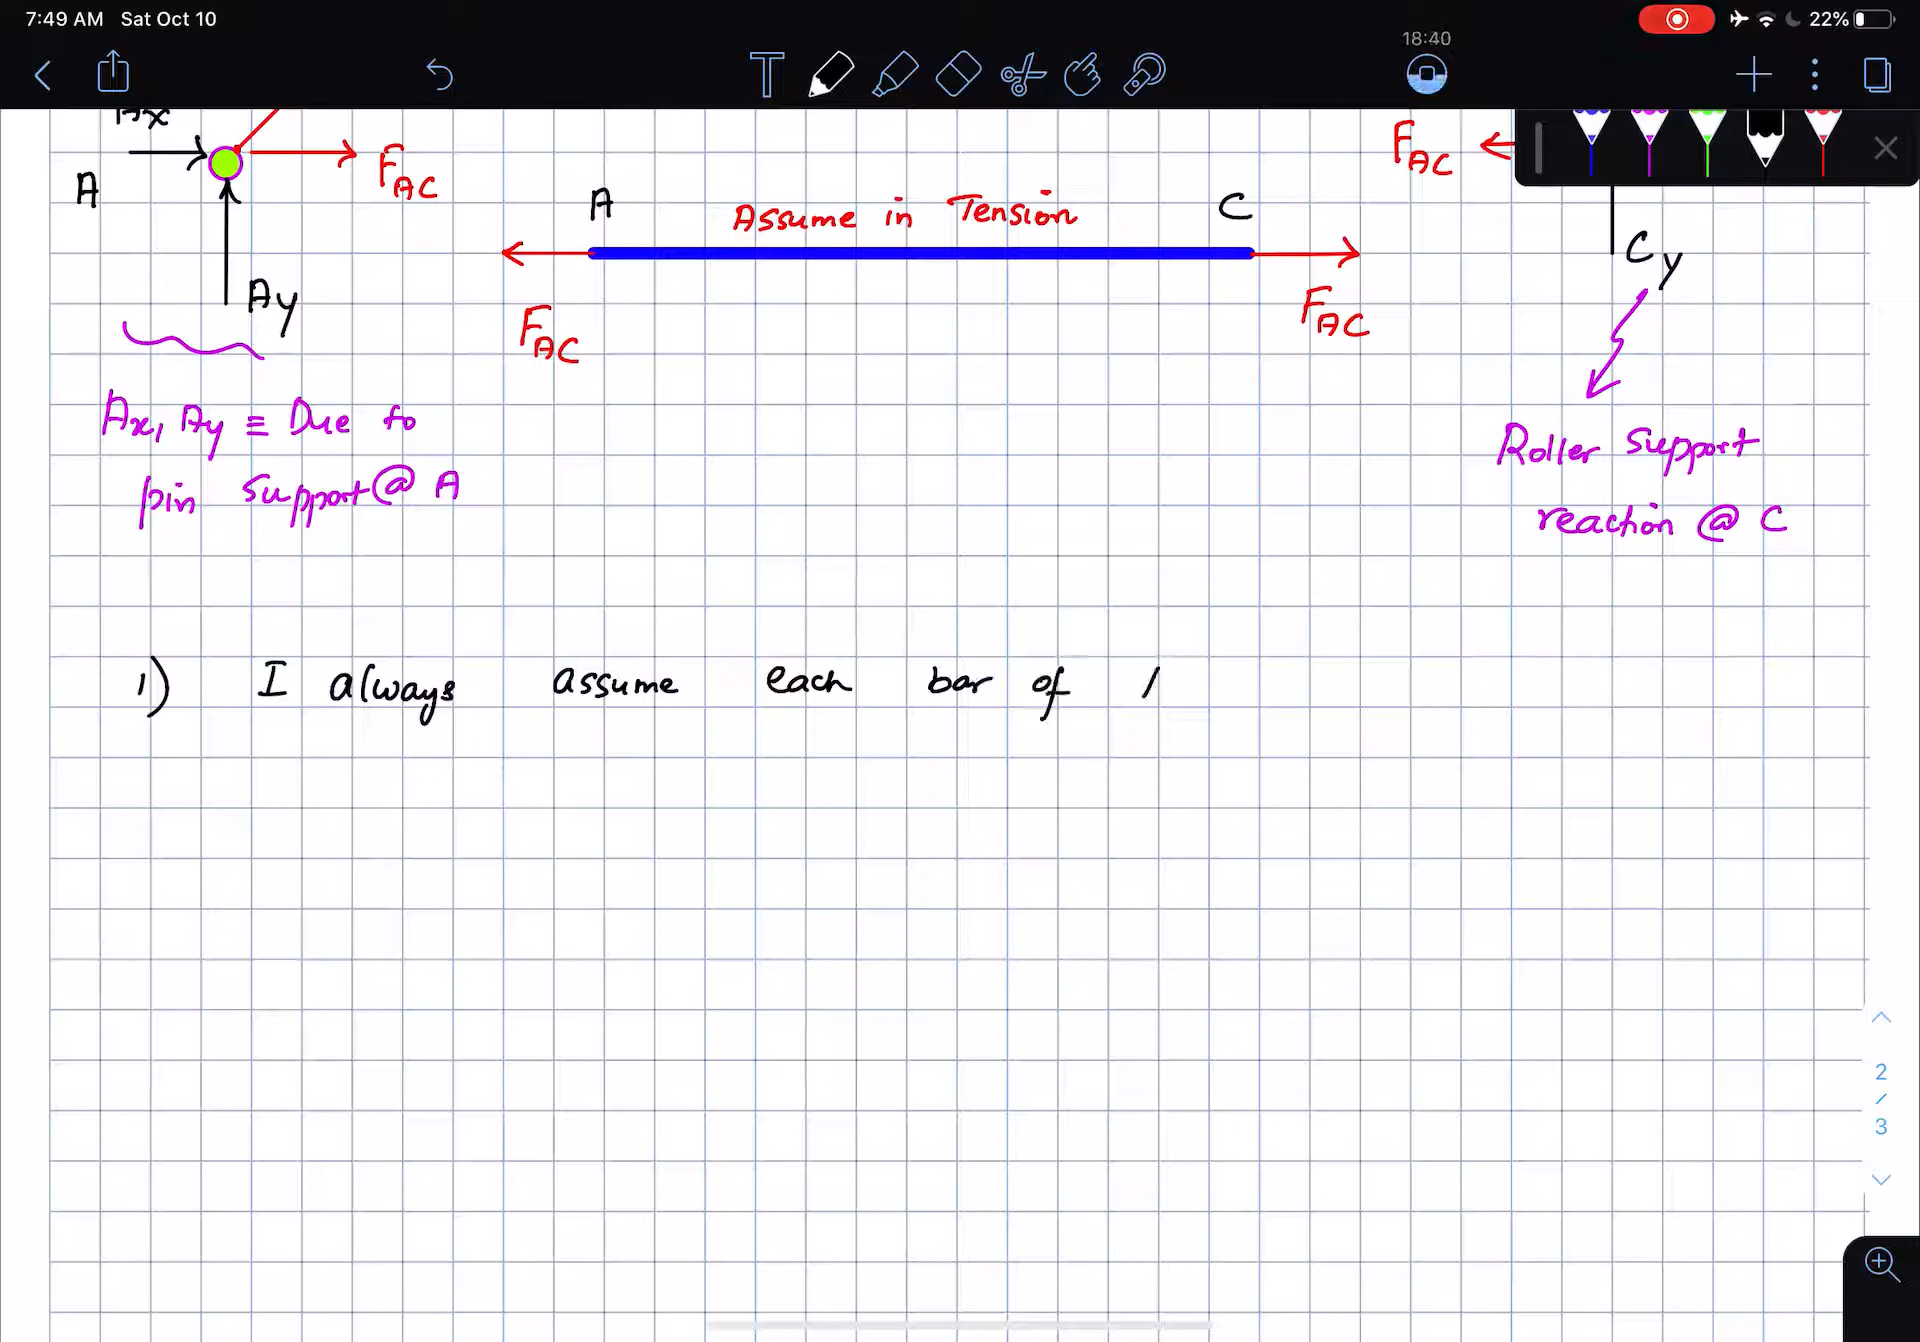 7:49 AM Sat Oct 10
22%
18:40
Ax
A
FAC
Ay
A
Assume in Tension
C
FAC
FAC
FAC
Cy
Ax, Ay ≡ Due to
pin support @ A
Roller support
reaction @ C
1) I always assume each bar of
2
/
3